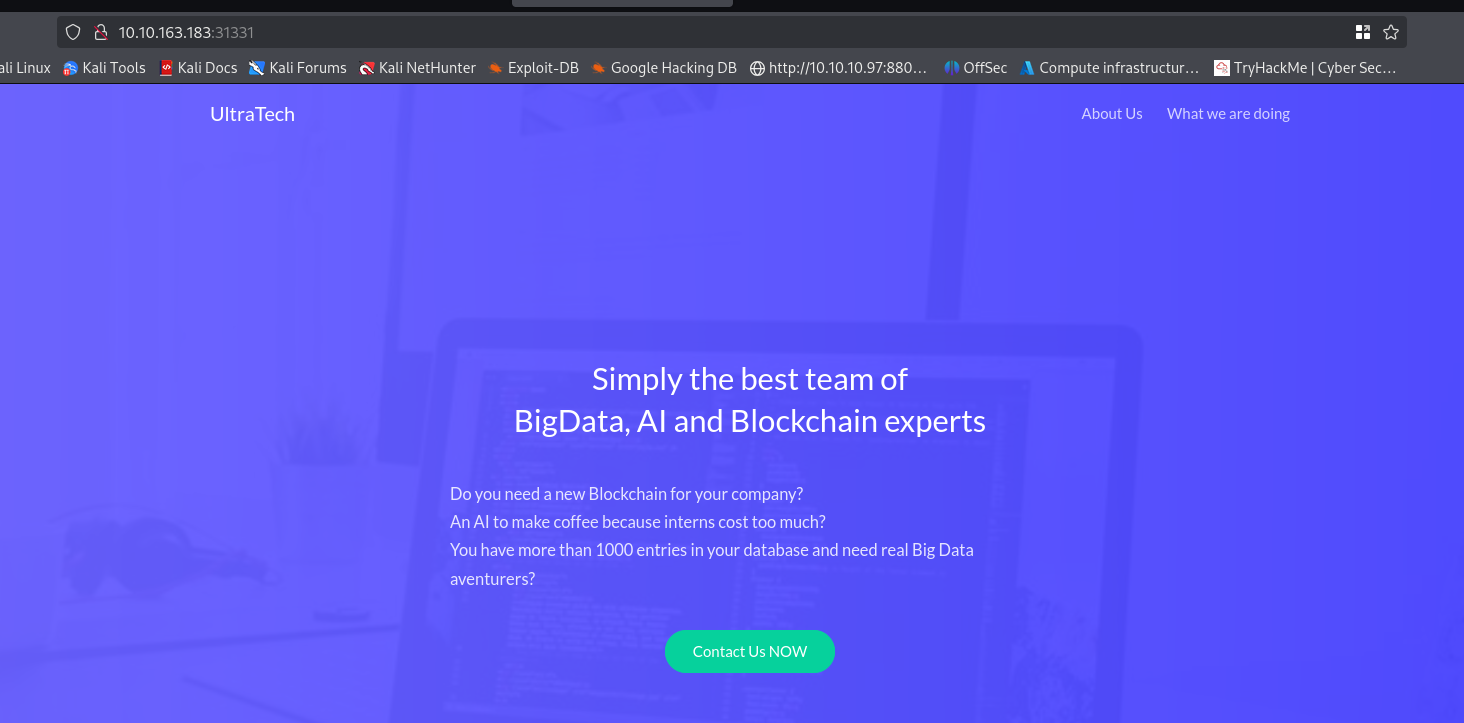 10.10.163.183:31331
ali Linux Kali Tools Kali Docs Kali Forums Kali NetHunter Exploit-DB Google Hacking DB http://10.10.10.97:880… OffSec Compute infrastructur… TryHackMe | Cyber Sec…
UltraTech About Us What we are doing
Simply the best team of
BigData, AI and Blockchain experts
Do you need a new Blockchain for your company?
An AI to make coffee because interns cost too much?
You have more than 1000 entries in your database and need real Big Data
aventurers?
Contact Us NOW